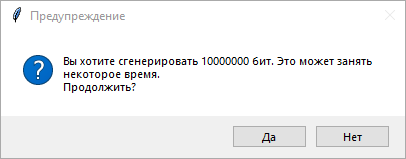 Предупреждение
Вы хотите сгенерировать 10000000 бит. Это может занять
некоторое время.
Продолжить?
Да
Нет